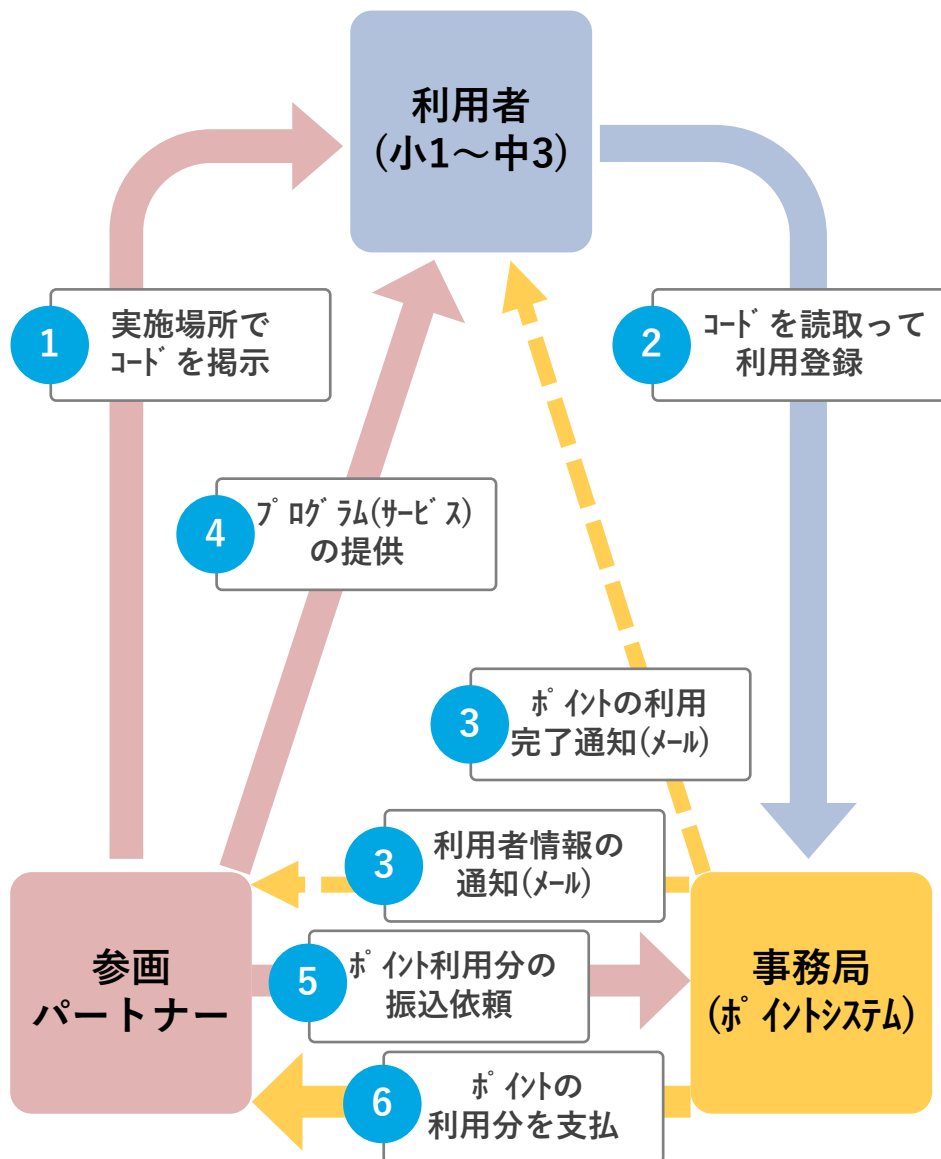 利用者
(小1～中3)
1
実施場所で
ｺｰﾄﾞを掲示
2
ｺｰﾄﾞを読取って
利用登録
4
ﾌﾟﾛｸﾞﾗﾑ(ｻｰﾋﾞｽ)
の提供
3
ﾎﾟｲﾝﾄの利用
完了通知(ﾒｰﾙ)
3
利用者情報の
通知(ﾒｰﾙ)
参画
パートナー
5
ﾎﾟｲﾝﾄ利用分の
振込依頼
事務局
(ﾎﾟｲﾝﾄｼｽﾃﾑ)
6
ﾎﾟｲﾝﾄの
利用分を支払